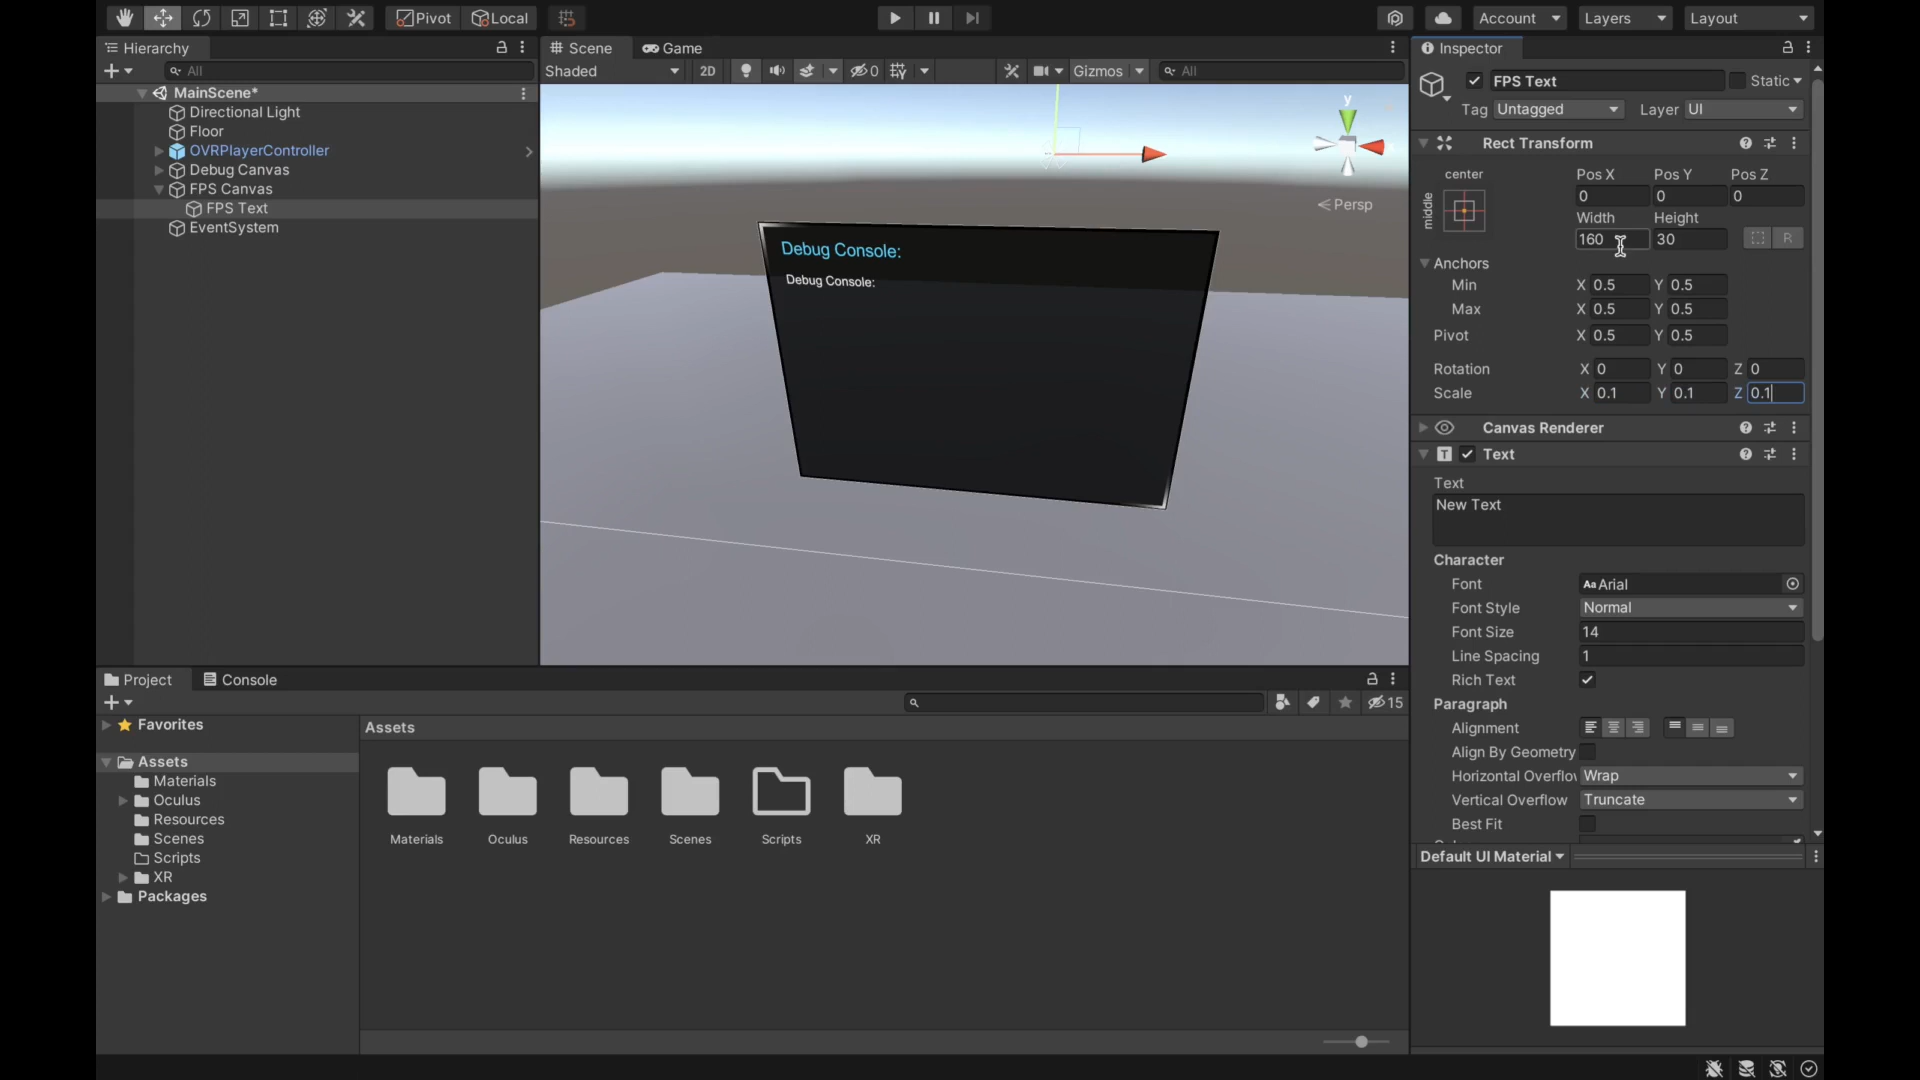 Pivot Local Account Layers Layout
Hierarchy
All
MainScene*
Directional Light
Floor
OVRPlayerController
Debug Canvas
FPS Canvas
FPS Text
EventSystem
Scene Game
Shaded 2D 0 Gizmos All
y
Persp
Debug Console:
Debug Console:
Inspector
FPS Text Static
Tag Untagged Layer UI
Rect Transform
center Pos X Pos Y Pos Z
middle 0 0 0
Width Height
160 30 R
Anchors
Min X 0.5 Y 0.5
Max X 0.5 Y 0.5
Pivot X 0.5 Y 0.5
Rotation X 0 Y 0 Z 0
Scale X 0.1 Y 0.1 Z 0.1
Canvas Renderer
T Text
Text
New Text
Character
Font Aa Arial
Font Style Normal
Font Size 14
Line Spacing 1
Rich Text
Paragraph
Alignment
Align By Geometry
Horizontal Overflow Wrap
Vertical Overflow Truncate
Best Fit
Default UI Material
Project Console
15
Favorites
Assets
Materials
Oculus
Resources
Scenes
Scripts
XR
Packages
Assets
Materials Oculus Resources Scenes Scripts XR